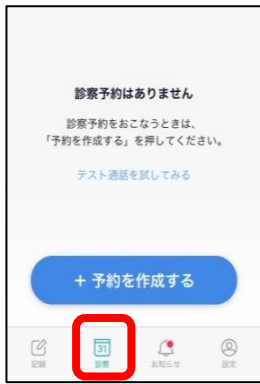 診察予約はありません
診察予約をおこなうときは、
「予約を作成する」を押してください。
テスト通話を試してみる
+ 予約を作成する
31
記録
診察
お知らせ
設定